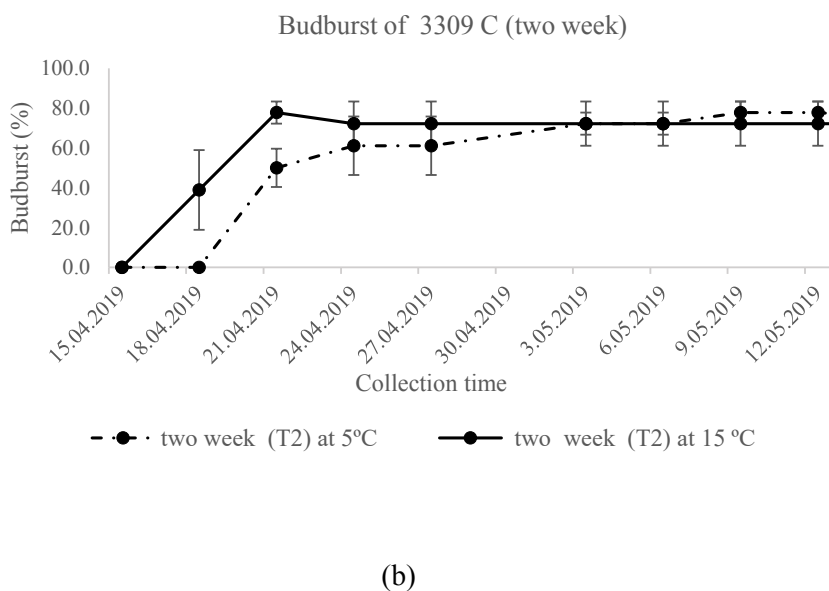 Budburst of 3309 C (two week)
100.0
80.0
60.0
40.0
20.0
0.0
Budburst (%)
15.04.2019
18.04.2019
21.04.2019
24.04.2019
27.04.2019
30.04.2019
3.05.2019
6.05.2019
9.05.2019
12.05.2019
Collection time
two week (T2) at 5ºC
two week (T2) at 15 ºC
(b)